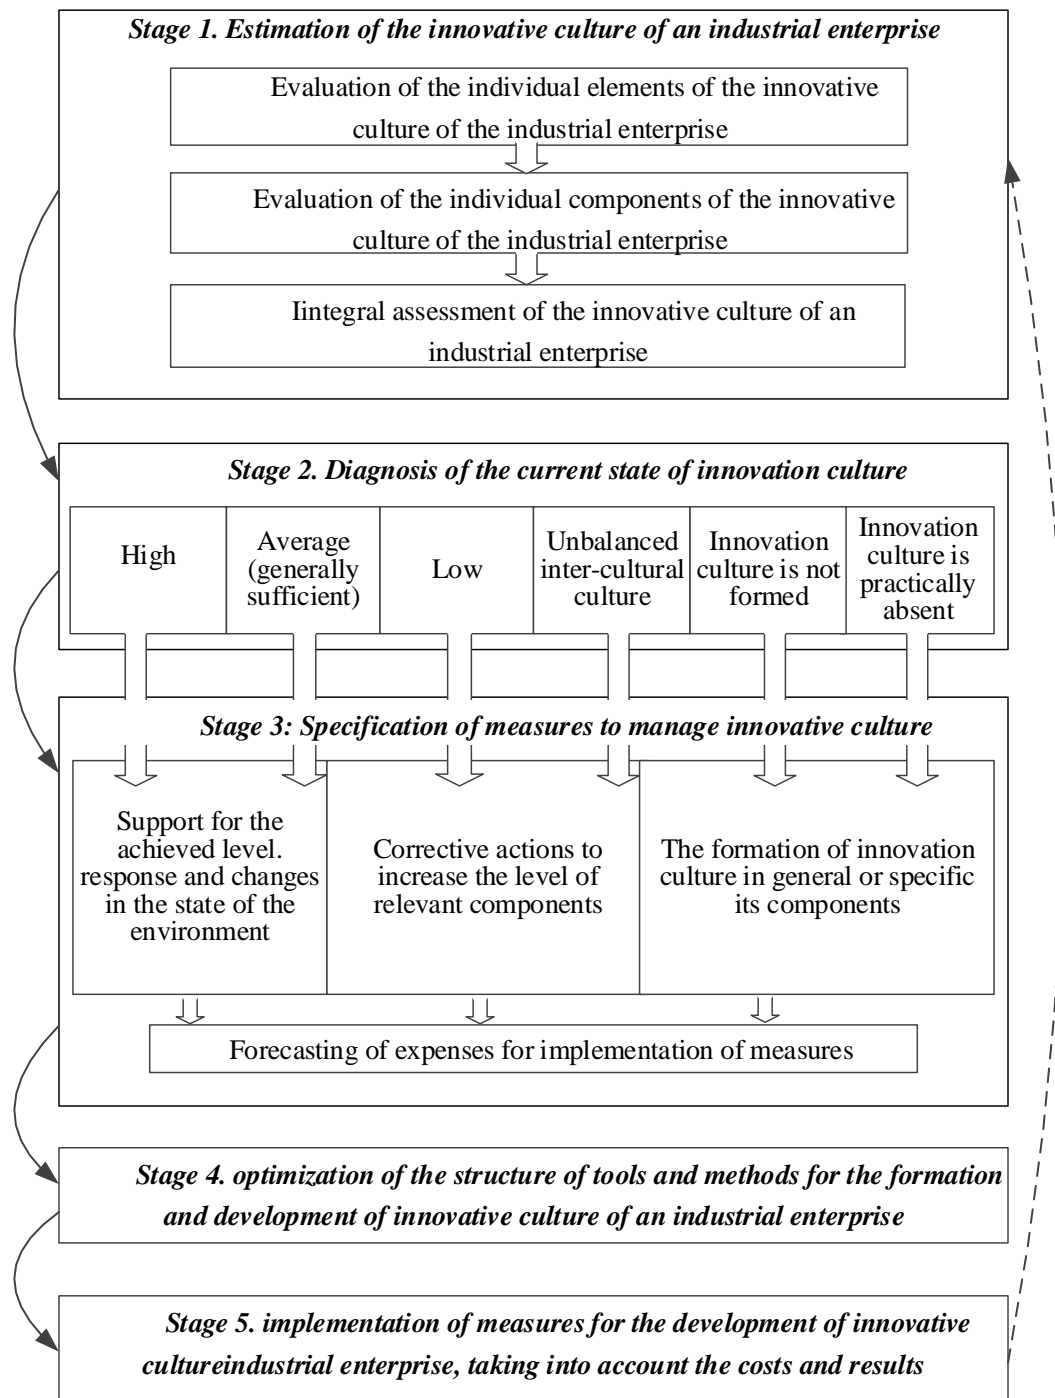 Stage 1. Estimation of the innovative culture of an industrial enterprise
Evaluation of the individual elements of the innovative
culture of the industrial enterprise
Evaluation of the individual components of the innovative
culture of the industrial enterprise
Iintegral assessment of the innovative culture of an
industrial enterprise
Stage 2. Diagnosis of the current state of innovation culture
High
Average
(generally
sufficient)
Low
Unbalanced
inter-cultural
culture
Innovation
culture is not
formed
Innovation
culture is
practically
absent
Stage 3: Specification of measures to manage innovative culture
Support for the
achieved level.
response and changes
in the state of the
environment
Corrective actions to
increase the level of
relevant components
The formation of innovation
culture in general or specific
its components
Forecasting of expenses for implementation of measures
Stage 4. optimization of the structure of tools and methods for the formation
and development of innovative culture of an industrial enterprise
Stage 5. implementation of measures for the development of innovative
cultureindustrial enterprise, taking into account the costs and results